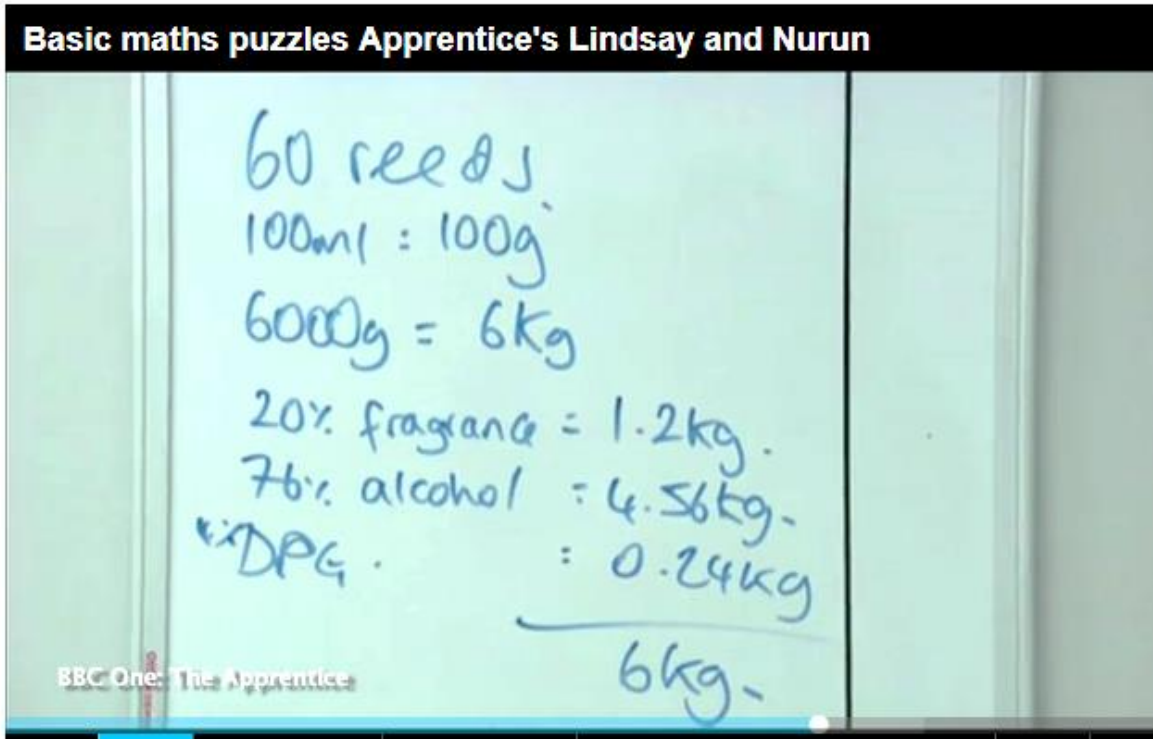 Basic maths puzzles Apprentice's Lindsay and Nurun
60 reeds.
100ml : 100g
6000g = 6kg
20% fragrance = 1.2kg.
76% alcohol = 4.56kg.
DPG. : 0.24kg
6kg.
BBC One: The Apprentice